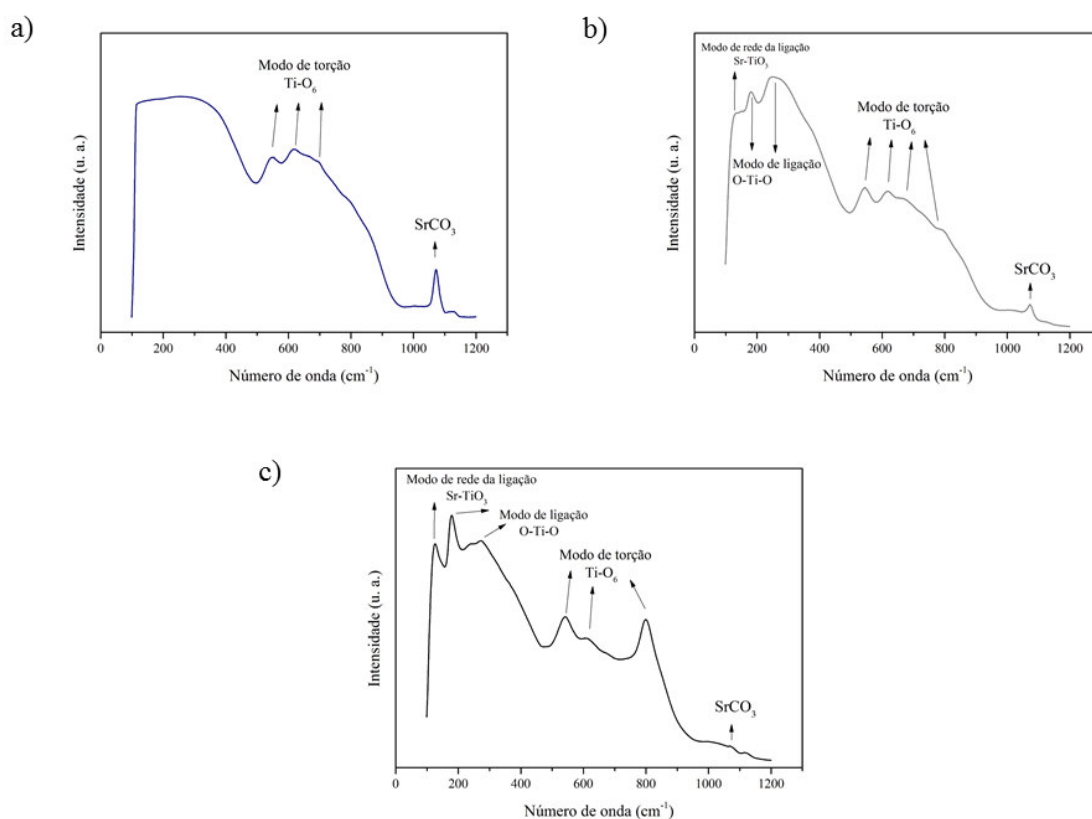 a)
Modo de torção
Ti-O₆
SrCO₃
Intensidade (u. a.)
0 200 400 600 800 1000 1200
Número de onda (cm⁻¹)
b)
Modo de rede da ligação
Sr-TiO₃
Modo de torção
Ti-O₆
Modo de ligação
O-Ti-O
SrCO₃
Intensidade (u. a.)
0 200 400 600 800 1000 1200
Número de onda (cm⁻¹)
c)
Modo de rede da ligação
Sr-TiO₃
Modo de ligação
O-Ti-O
Modo de torção
Ti-O₆
SrCO₃
Intensidade (u. a.)
0 200 400 600 800 1000 1200
Número de onda (cm⁻¹)